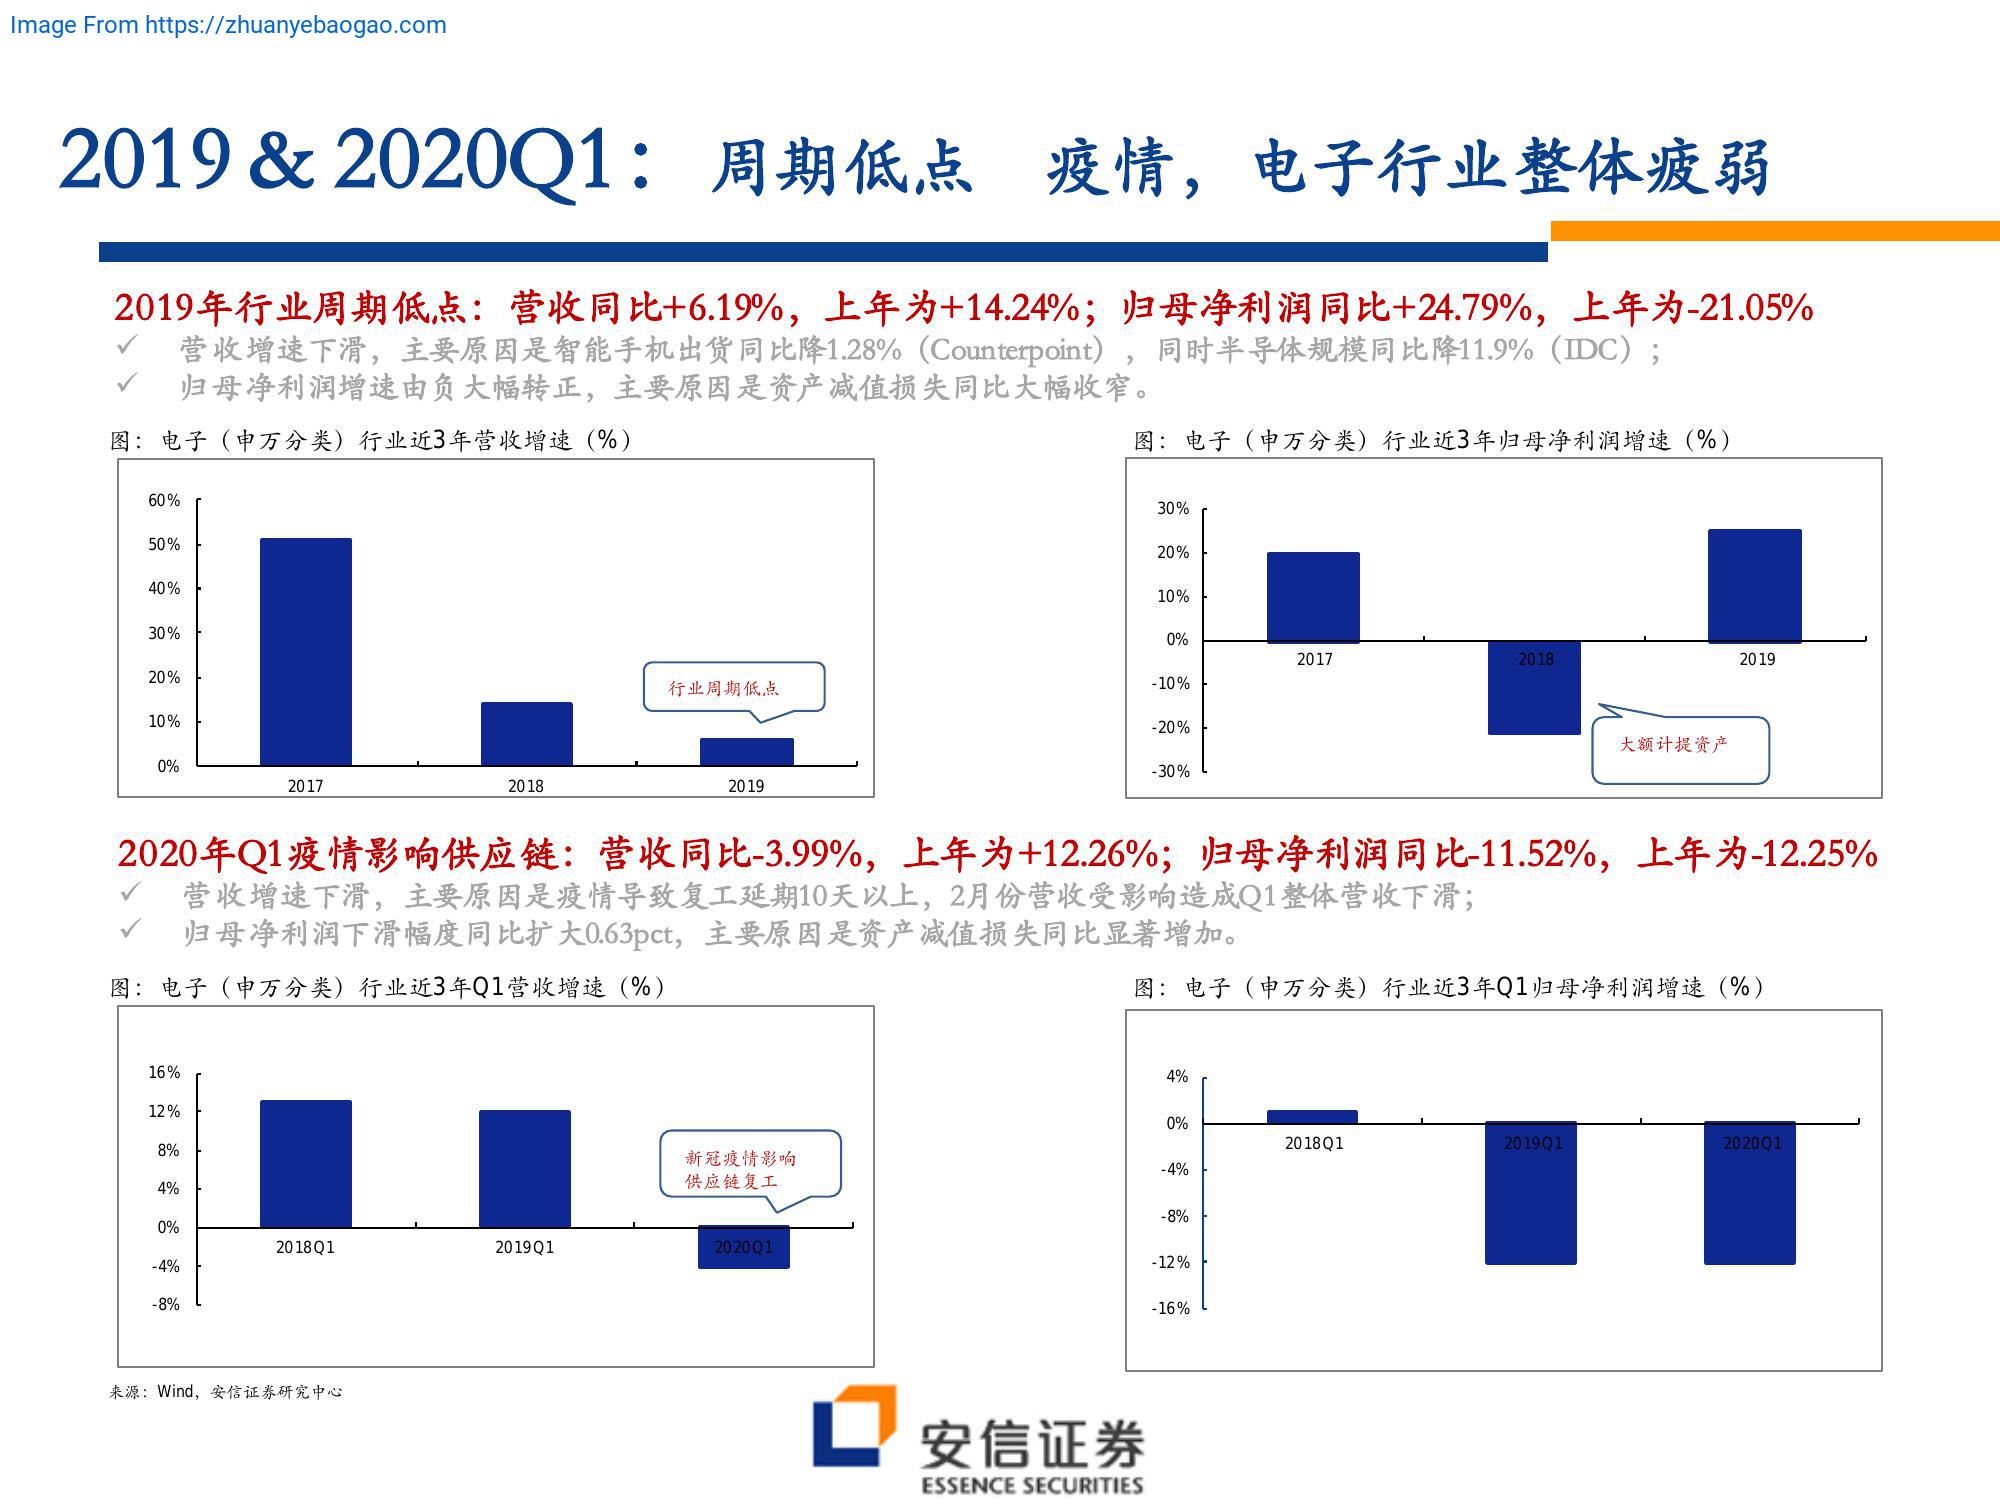 Image From https://zhuanyebaogao.com
2019 & 2020Q1：周期低点 疫情，电子行业整体疲弱
2019年行业周期低点：营收同比+6.19%，上年为+14.24%；归母净利润同比+24.79%，上年为-21.05%
✓ 营收增速下滑，主要原因是智能手机出货同比降1.28%（Counterpoint），同时半导体规模同比降11.9%（IDC）；
✓ 归母净利润增速由负大幅转正，主要原因是资产减值损失同比大幅收窄。
图：电子（申万分类）行业近3年营收增速（%）
60%
50%
40%
30%
20%
10%
0%
行业周期低点
2017 2018 2019
图：电子（申万分类）行业近3年归母净利润增速（%）
30%
20%
10%
0%
-10%
-20%
-30%
2017 2018 2019
大额计提资产
2020年Q1疫情影响供应链：营收同比-3.99%，上年为+12.26%；归母净利润同比-11.52%，上年为-12.25%
✓ 营收增速下滑，主要原因是疫情导致复工延期10天以上，2月份营收受影响造成Q1整体营收下滑；
✓ 归母净利润下滑幅度同比扩大0.63pct，主要原因是资产减值损失同比显著增加。
图：电子（申万分类）行业近3年Q1营收增速（%）
16%
12%
8%
4%
0%
-4%
-8%
新冠疫情影响
供应链复工
2018Q1 2019Q1 2020Q1
图：电子（申万分类）行业近3年Q1归母净利润增速（%）
4%
0%
-4%
-8%
-12%
-16%
2018Q1 2019Q1 2020Q1
来源：Wind，安信证券研究中心
安信证券
ESSENCE SECURITIES